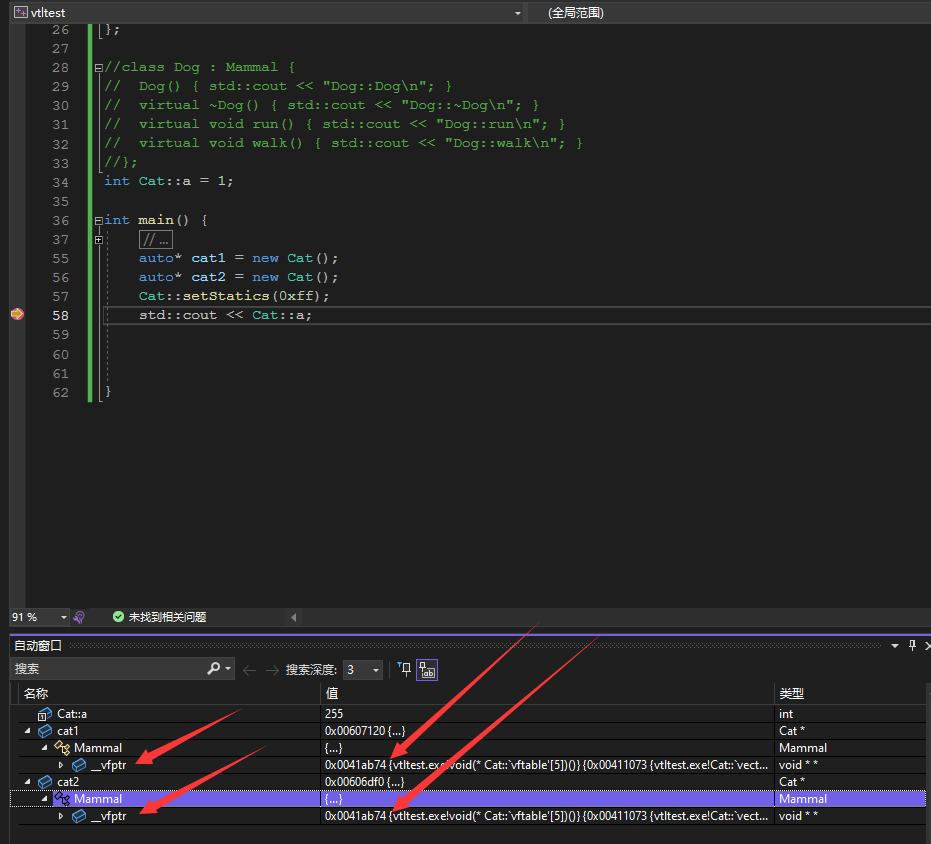 vtltest (全局范围)
26 };
27
28 //class Dog : Mammal {
29 //  Dog() { std::cout << "Dog::Dog\n"; }
30 //  virtual ~Dog() { std::cout << "Dog::~Dog\n"; }
31 //  virtual void run() { std::cout << "Dog::run\n"; }
32 //  virtual void walk() { std::cout << "Dog::walk\n"; }
33 //};
34 int Cat::a = 1;
35
36 int main() {
37 // ...
55 auto* cat1 = new Cat();
56 auto* cat2 = new Cat();
57 Cat::setStatics(0xff);
58 std::cout << Cat::a;
59
60
61
62 }
91 % 未找到相关问题
自动窗口
搜索 搜索深度: 3
名称 值 类型
Cat::a 255 int
cat1 0x00607120 {...} Cat *
Mammal {...} Mammal
__vfptr 0x0041ab74 {vtltest.exe!void(* Cat::`vftable'[5])()} {0x00411073 {vtltest.exe!Cat::`vect... void * *
cat2 0x00606df0 {...} Cat *
Mammal {...} Mammal
__vfptr 0x0041ab74 {vtltest.exe!void(* Cat::`vftable'[5])()} {0x00411073 {vtltest.exe!Cat::`vect... void * *